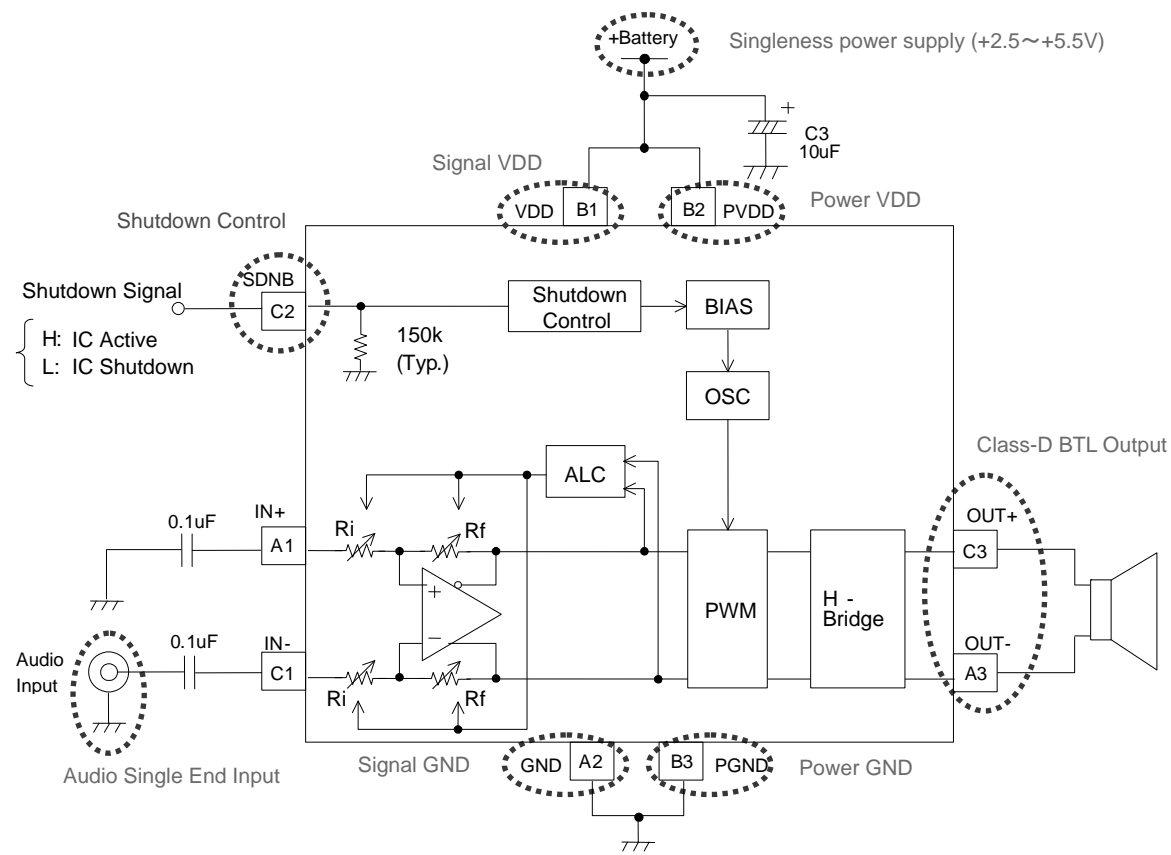 +Battery
Singleness power supply (+2.5～+5.5V)
+
C3
10uF
Signal VDD
VDD
B1
B2
PVDD
Power VDD
Shutdown Control
SDNB
Shutdown Signal
C2
H: IC Active
L: IC Shutdown
150k
(Typ.)
Shutdown
Control
BIAS
OSC
Class-D BTL Output
ALC
IN+
0.1uF
A1
Ri
Rf
OUT+
C3
+
-
PWM
H -
Bridge
Audio
Input
0.1uF
IN-
C1
Ri
Rf
OUT-
A3
Audio Single End Input
Signal GND
GND
A2
B3
PGND
Power GND